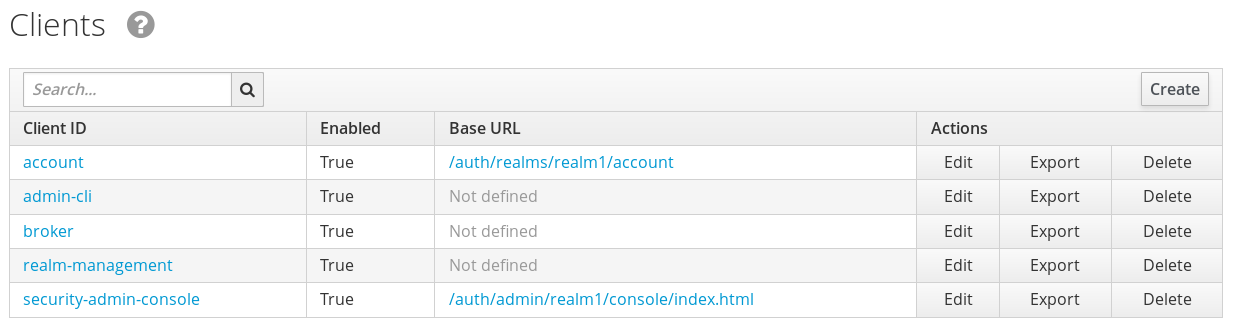 Clients ?
Search... Create
Client ID Enabled Base URL Actions
account True /auth/realms/realm1/account Edit Export Delete
admin-cli True Not defined Edit Export Delete
broker True Not defined Edit Export Delete
realm-management True Not defined Edit Export Delete
security-admin-console True /auth/admin/realm1/console/index.html Edit Export Delete